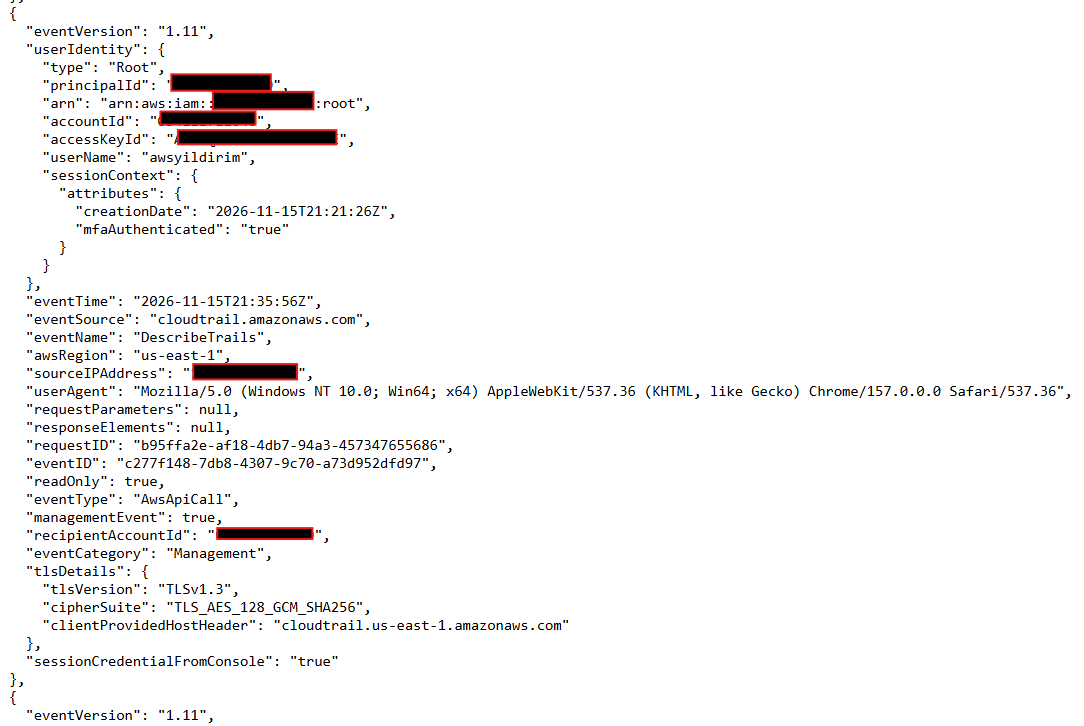 {
"eventVersion": "1.11",
"userIdentity": {
"type": "Root",
"principalId": "",
"arn": "arn:aws:iam:::root",
"accountId": "",
"accessKeyId": "",
"userName": "awsyildirim",
"sessionContext": {
"attributes": {
"creationDate": "2026-11-15T21:21:26Z",
"mfaAuthenticated": "true"
}
}
},
"eventTime": "2026-11-15T21:35:56Z",
"eventSource": "cloudtrail.amazonaws.com",
"eventName": "DescribeTrails",
"awsRegion": "us-east-1",
"sourceIPAddress": "",
"userAgent": "Mozilla/5.0 (Windows NT 10.0; Win64; x64) AppleWebKit/537.36 (KHTML, like Gecko) Chrome/157.0.0.0 Safari/537.36",
"requestParameters": null,
"responseElements": null,
"requestID": "b95ffa2e-af18-4db7-94a3-457347655686",
"eventID": "c277f148-7db8-4307-9c70-a73d952dfd97",
"readOnly": true,
"eventType": "AwsApiCall",
"managementEvent": true,
"recipientAccountId": "",
"eventCategory": "Management",
"tlsDetails": {
"tlsVersion": "TLSv1.3",
"cipherSuite": "TLS_AES_128_GCM_SHA256",
"clientProvidedHostHeader": "cloudtrail.us-east-1.amazonaws.com"
},
"sessionCredentialFromConsole": "true"
},
{
"eventVersion": "1.11",